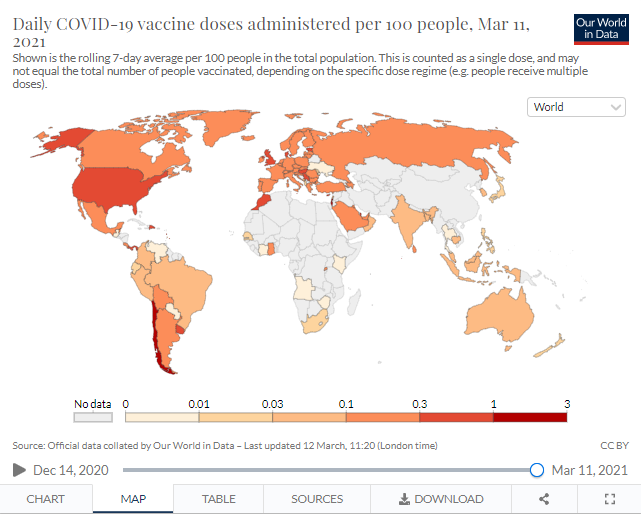 Daily COVID-19 vaccine doses administered per 100 people, Mar 11,
2021
Our World
in Data
Shown is the rolling 7-day average per 100 people in the total population. This is counted as a single dose, and may
not equal the total number of people vaccinated, depending on the specific dose regime (e.g. people receive multiple
doses).
World
No data 0 0.01 0.03 0.1 0.3 1 3
Source: Official data collated by Our World in Data – Last updated 12 March, 11:20 (London time) CC BY
Dec 14, 2020 Mar 11, 2021
CHART MAP TABLE SOURCES DOWNLOAD